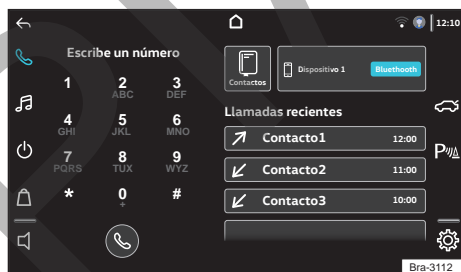 12:10
Escribe un número
1
2
ABC
3
DEF
4
GHI
5
JKL
6
MNO
7
PQRS
8
TUX
9
WYZ
*
0
+
#
Contactos
Dispositivo 1
Bluethooth
Llamadas recientes
Contacto1 12:00
Contacto2 11:00
Contacto3 10:00
P
Bra-3112